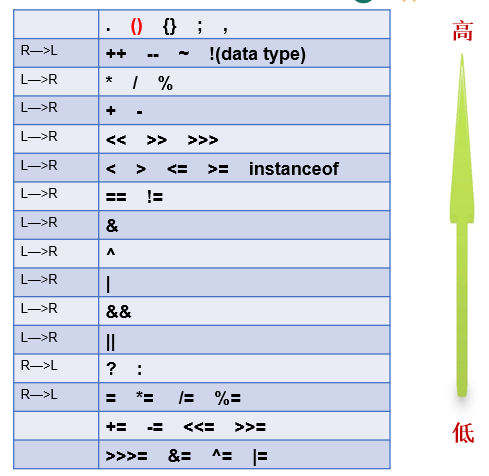 . () {} ; ,
R—>L ++ -- ~ !(data type)
L—>R * / %
L—>R + -
L—>R << >> >>>
L—>R < > <= >= instanceof
L—>R == !=
L—>R &
L—>R ^
L—>R |
L—>R &&
L—>R ||
R—>L ? :
R—>L = *= /= %=
+= -= <<= >>=
>>>= &= ^= |=
高
低